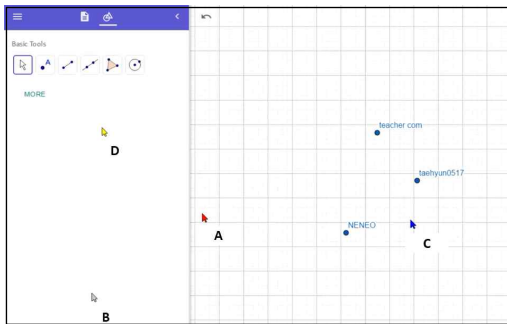 Basic Tools
A
MORE
teacher com
D
taehyun0517
NENEO
A
C
B